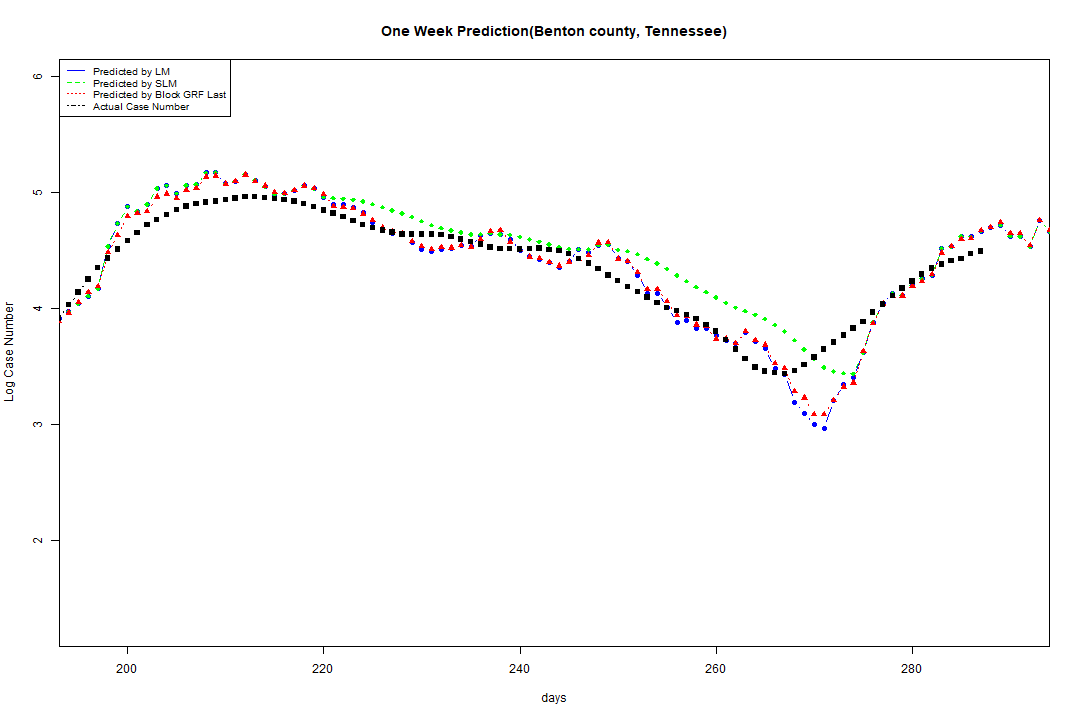 One Week Prediction(Benton county, Tennessee)
Predicted by LM
Predicted by SLM
Predicted by Block GRF Last
Actual Case Number
6
5
4
3
2
Log Case Number
200 220 240 260 280
days